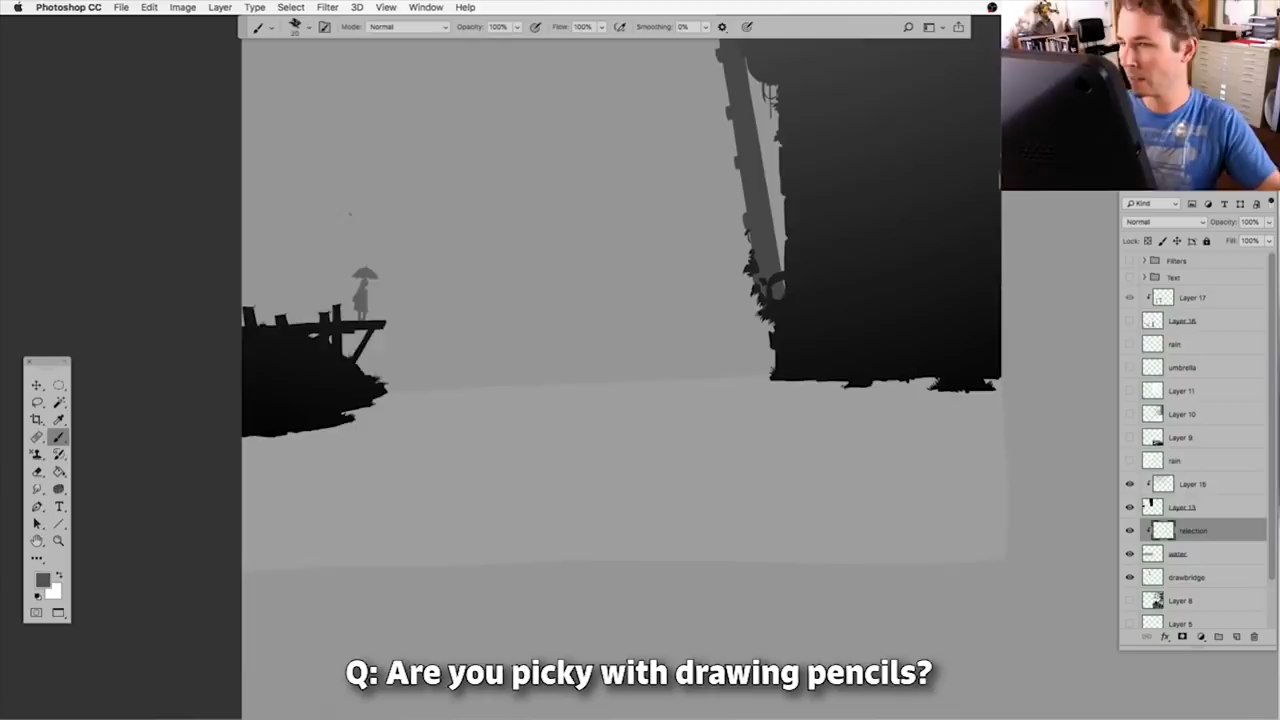 Photoshop CC File Edit Image Layer Type Select Filter 3D View Window Help
20 Mode: Normal Opacity: 100% Flow: 100% Smoothing: 0%
Kind
Normal Opacity: 100%
Lock: Fill: 100%
Filters
Text
Layer 17
Layer 16
rain
umbrella
Layer 11
Layer 10
Layer 9
rain
Layer 15
Layer 13
relection
water
drawbridge
Layer 8
Layer 5
Q: Are you picky with drawing pencils?